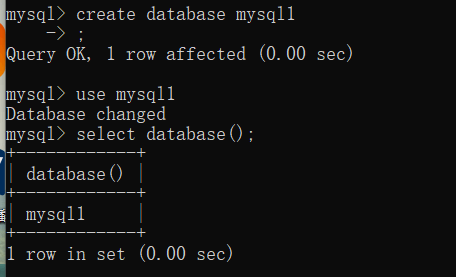 mysql> create database mysql1
    -> ;
Query OK, 1 row affected (0.00 sec)
mysql> use mysql1
Database changed
mysql> select database();
+------------+
| database() |
+------------+
| mysql1     |
+------------+
1 row in set (0.00 sec)